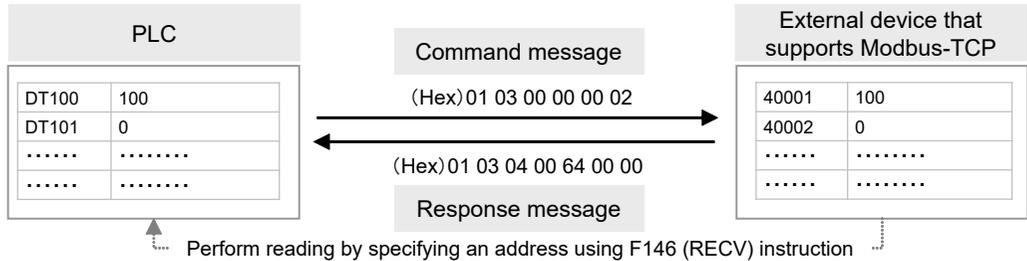 PLC
External device that
supports Modbus-TCP
Command message
(Hex)01 03 00 00 00 02
DT100 100
DT101 0
…… ……..
…… ……..
40001 100
40002 0
…… ……..
…… ……..
(Hex)01 03 04 00 64 00 00
Response message
Perform reading by specifying an address using F146 (RECV) instruction